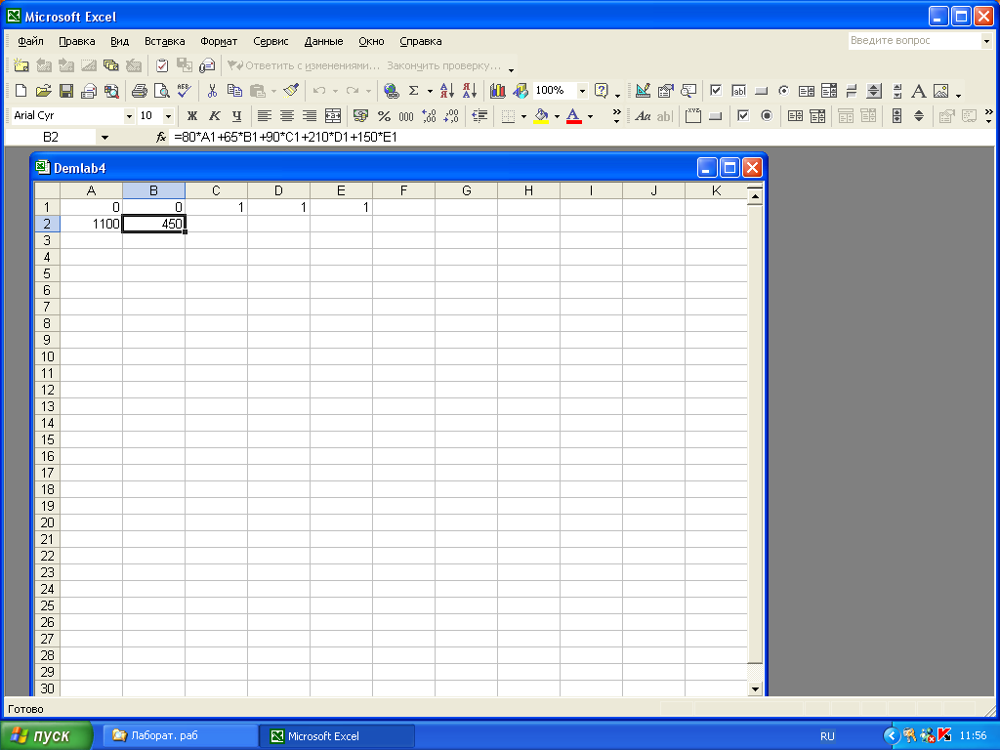 Microsoft Excel
Файл Правка Вид Вставка Формат Сервис Данные Окно Справка Введите вопрос
Ответить с изменениями... Закончить проверку...
100%
Arial Cyr 10 Ж К Ч % 000
B2 fx =80*A1+65*B1+90*C1+210*D1+150*E1
Demlab4
A B C D E F G H I J K
1 0 0 1 1 1
2 1100 450
3
4
5
6
7
8
9
10
11
12
13
14
15
16
17
18
19
20
21
22
23
24
25
26
27
28
29
30
Готово
пуск Лаборат. раб Microsoft Excel RU 11:56